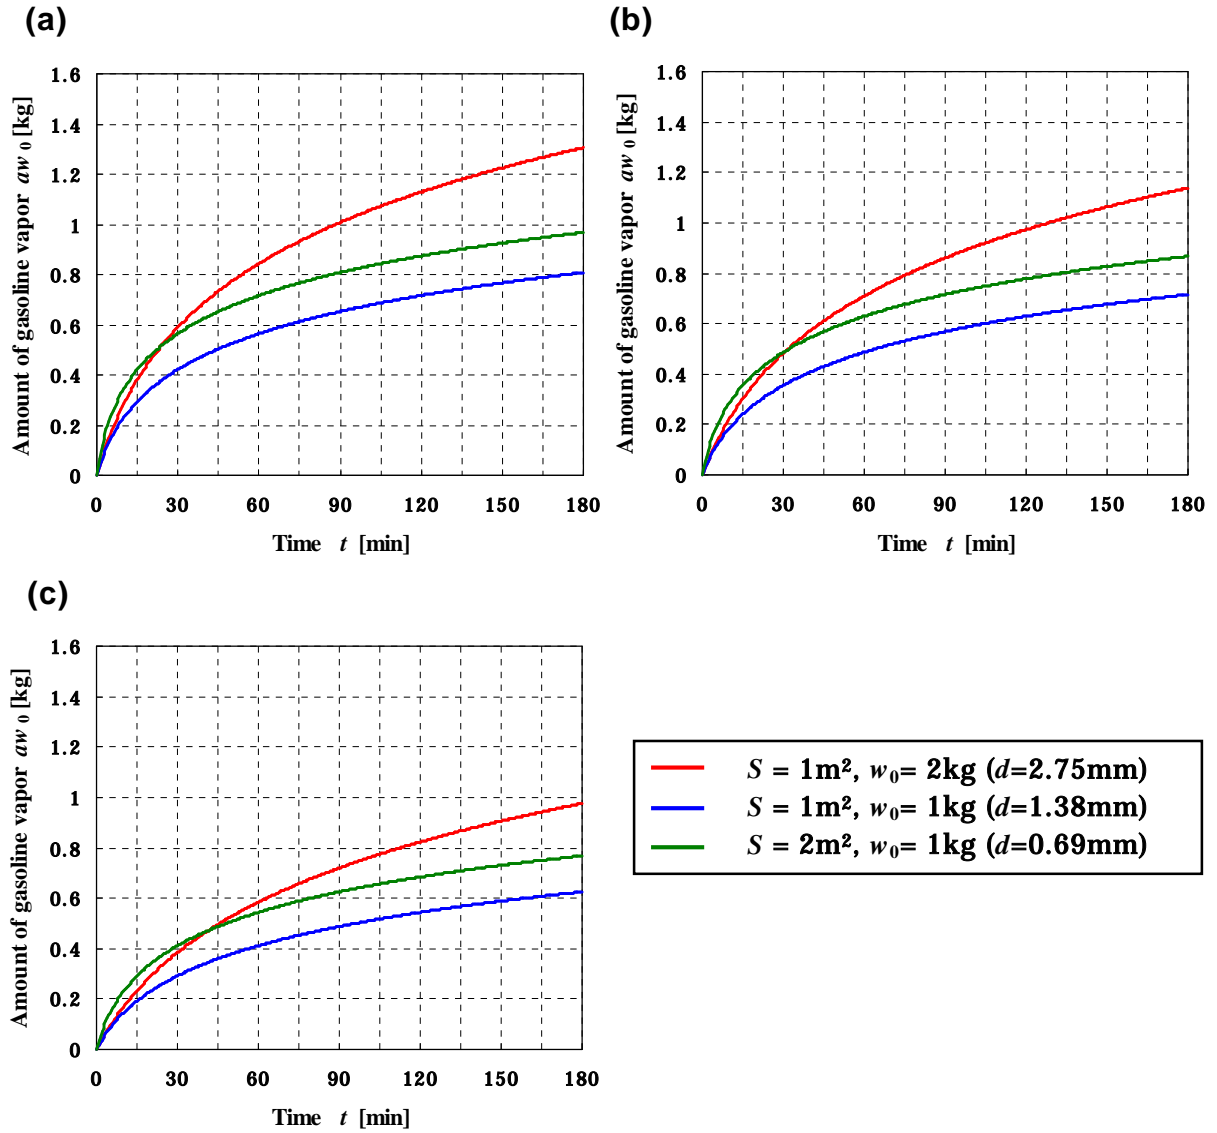 (a)
Amount of gasoline vapor aw₀ [kg]
1.6
1.4
1.2
1
0.8
0.6
0.4
0.2
0
0 30 60 90 120 150 180
Time t [min]
(b)
Amount of gasoline vapor aw₀ [kg]
1.6
1.4
1.2
1
0.8
0.6
0.4
0.2
0
0 30 60 90 120 150 180
Time t [min]
(c)
Amount of gasoline vapor aw₀ [kg]
1.6
1.4
1.2
1
0.8
0.6
0.4
0.2
0
0 30 60 90 120 150 180
Time t [min]
S = 1m², w₀= 2kg (d=2.75mm)
S = 1m², w₀= 1kg (d=1.38mm)
S = 2m², w₀= 1kg (d=0.69mm)